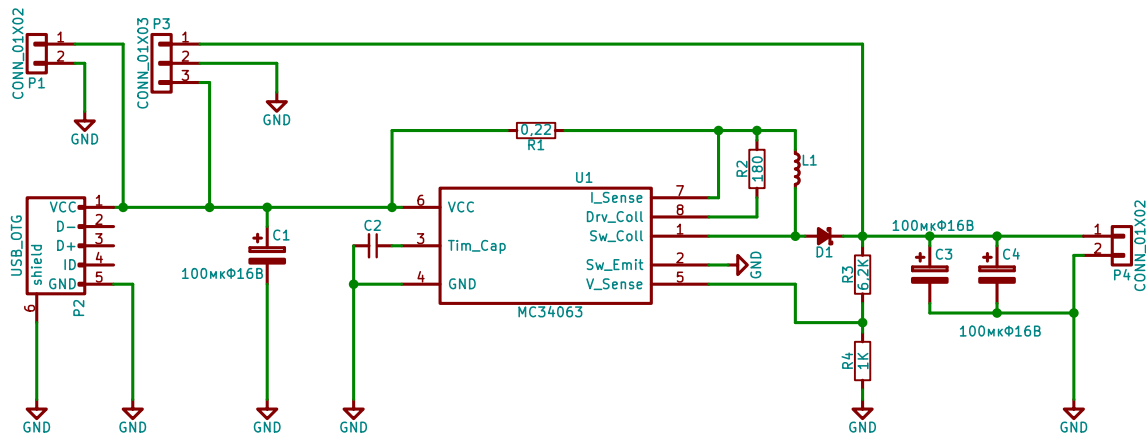 CONN_01X02
1
2
P1
GND
P3
CONN_01X03
1
2
3
GND
0,22
R1
R2
180
L1
U1
6 VCC
3 Tim_Cap
4 GND
I_Sense 7
Drv_Coll 8
Sw_Coll 1
Sw_Emit 2
V_Sense 5
MC34063
GND
USB_OTG
shield
VCC 1
D- 2
D+ 3
ID 4
GND 5
6
P2
C1
100мкФ16В
C2
D1
R3
6,2K
R4
1K
100мкФ16В
C3
C4
100мкФ16В
1
2
P4
CONN_01X02
GND
GND
GND
GND
GND
GND